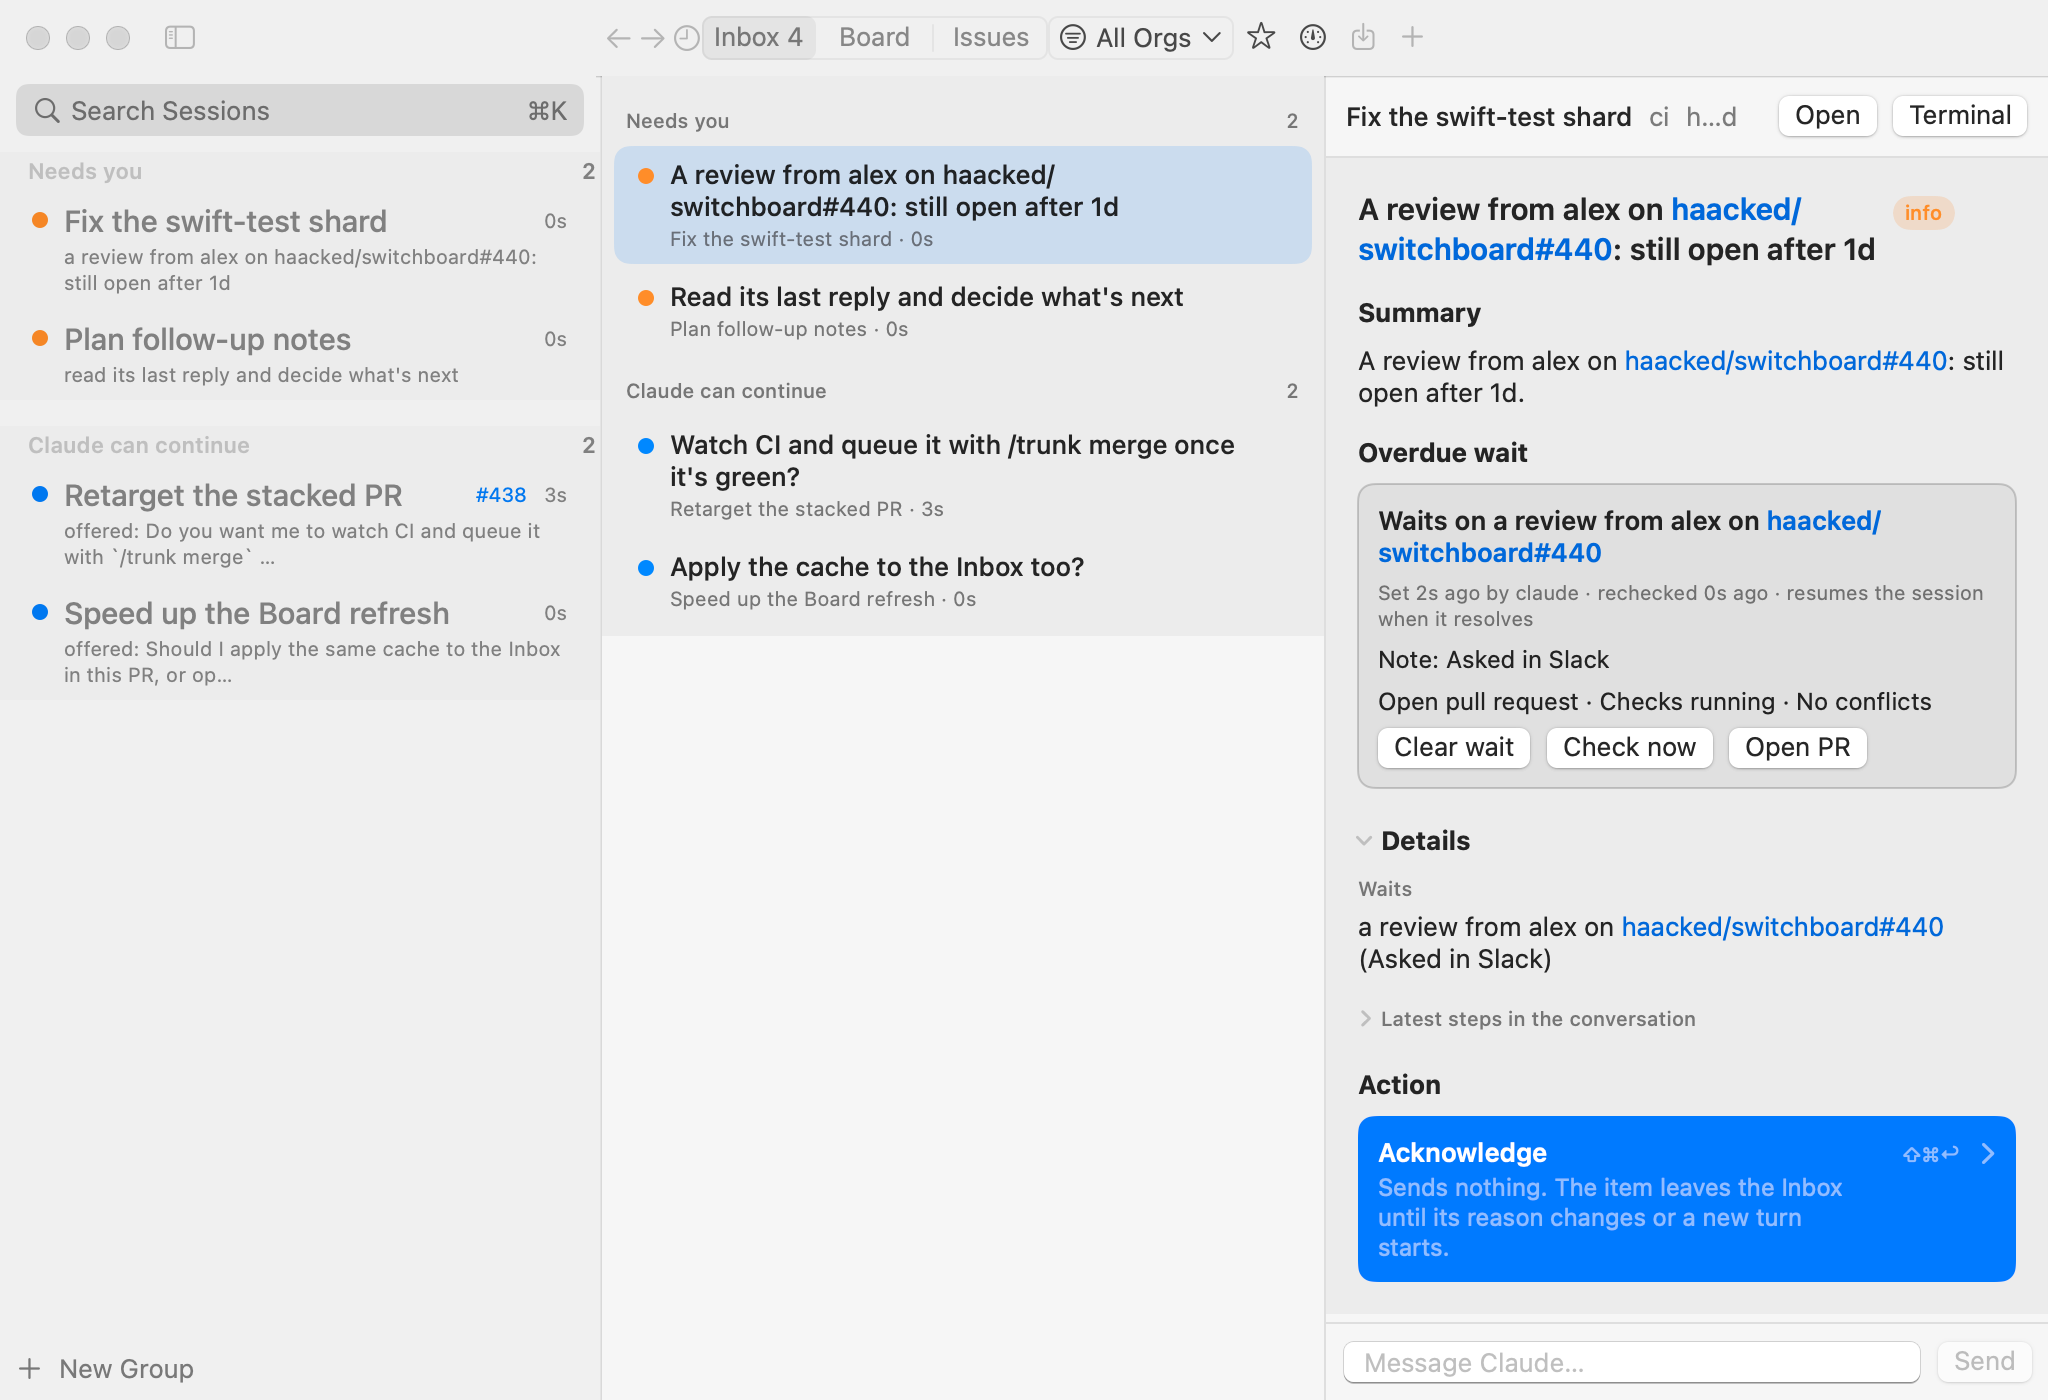 Inbox 4
Board
Issues
All Orgs
Search Sessions
⌘K
Needs you
2
Fix the swift-test shard
0s
a review from alex on haacked/switchboard#440:
still open after 1d
Plan follow-up notes
0s
read its last reply and decide what's next
Claude can continue
2
Retarget the stacked PR
#438
3s
offered: Do you want me to watch CI and queue it
with `/trunk merge` ...
Speed up the Board refresh
0s
offered: Should I apply the same cache to the Inbox
in this PR, or op...
New Group
Needs you
2
A review from alex on haacked/
switchboard#440: still open after 1d
Fix the swift-test shard · 0s
Read its last reply and decide what's next
Plan follow-up notes · 0s
Claude can continue
2
Watch CI and queue it with /trunk merge once
it's green?
Retarget the stacked PR · 3s
Apply the cache to the Inbox too?
Speed up the Board refresh · 0s
Fix the swift-test shard
ci
h...d
Open
Terminal
A review from alex on haacked/
switchboard#440: still open after 1d
info
Summary
A review from alex on haacked/switchboard#440: still
open after 1d.
Overdue wait
Waits on a review from alex on haacked/
switchboard#440
Set 2s ago by claude · rechecked 0s ago · resumes the session
when it resolves
Note: Asked in Slack
Open pull request · Checks running · No conflicts
Clear wait
Check now
Open PR
Details
Waits
a review from alex on haacked/switchboard#440
(Asked in Slack)
Latest steps in the conversation
Action
Acknowledge
⇧⌘↩
Sends nothing. The item leaves the Inbox
until its reason changes or a new turn
starts.
Message Claude...
Send